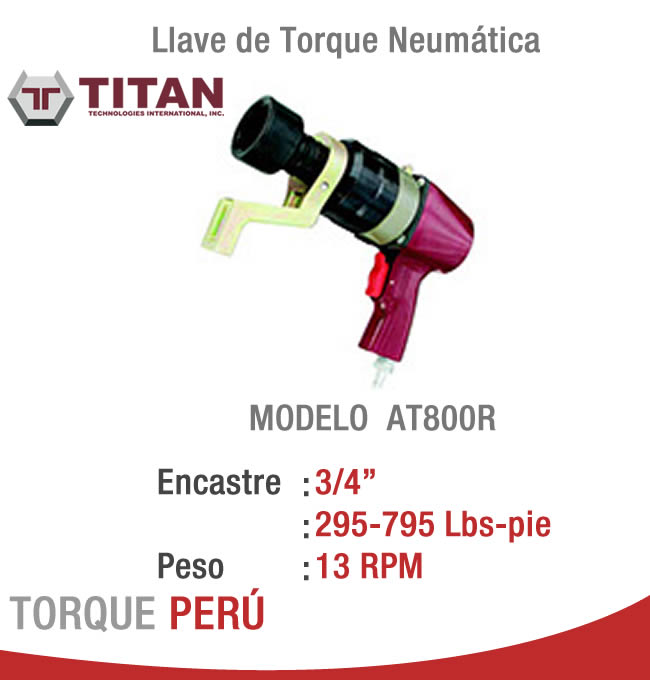 Llave de Torque Neumática
TITAN
TECHNOLOGIES INTERNATIONAL, INC.
MODELO AT800R
Encastre : 3/4”
: 295-795 Lbs-pie
Peso : 13 RPM
TORQUE PERÚ